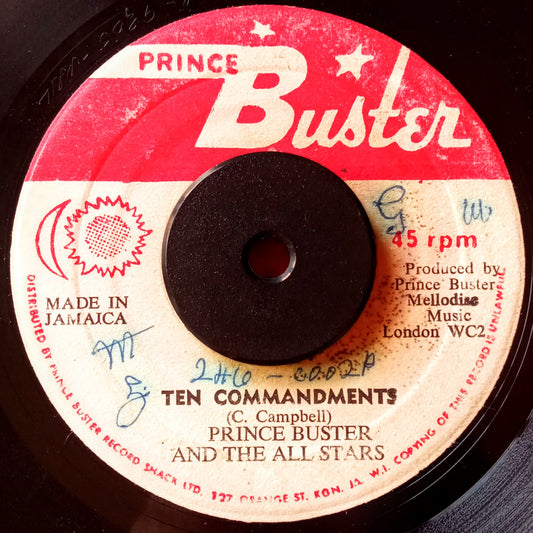 PRINCE
Buster
45 rpm
Produced by
Prince Buster
Mellodisc
Music
London WC2
MADE IN
JAMAICA
TEN COMMANDMENTS
(C. Campbell)
PRINCE BUSTER
AND THE ALL STARS
DISTRIBUTED BY PRINCE BUSTER RECORD SHACK LTD. 127 ORANGE ST. KGN. JA. W.I. COPYING OF THIS RECORD IS UNLAWFUL